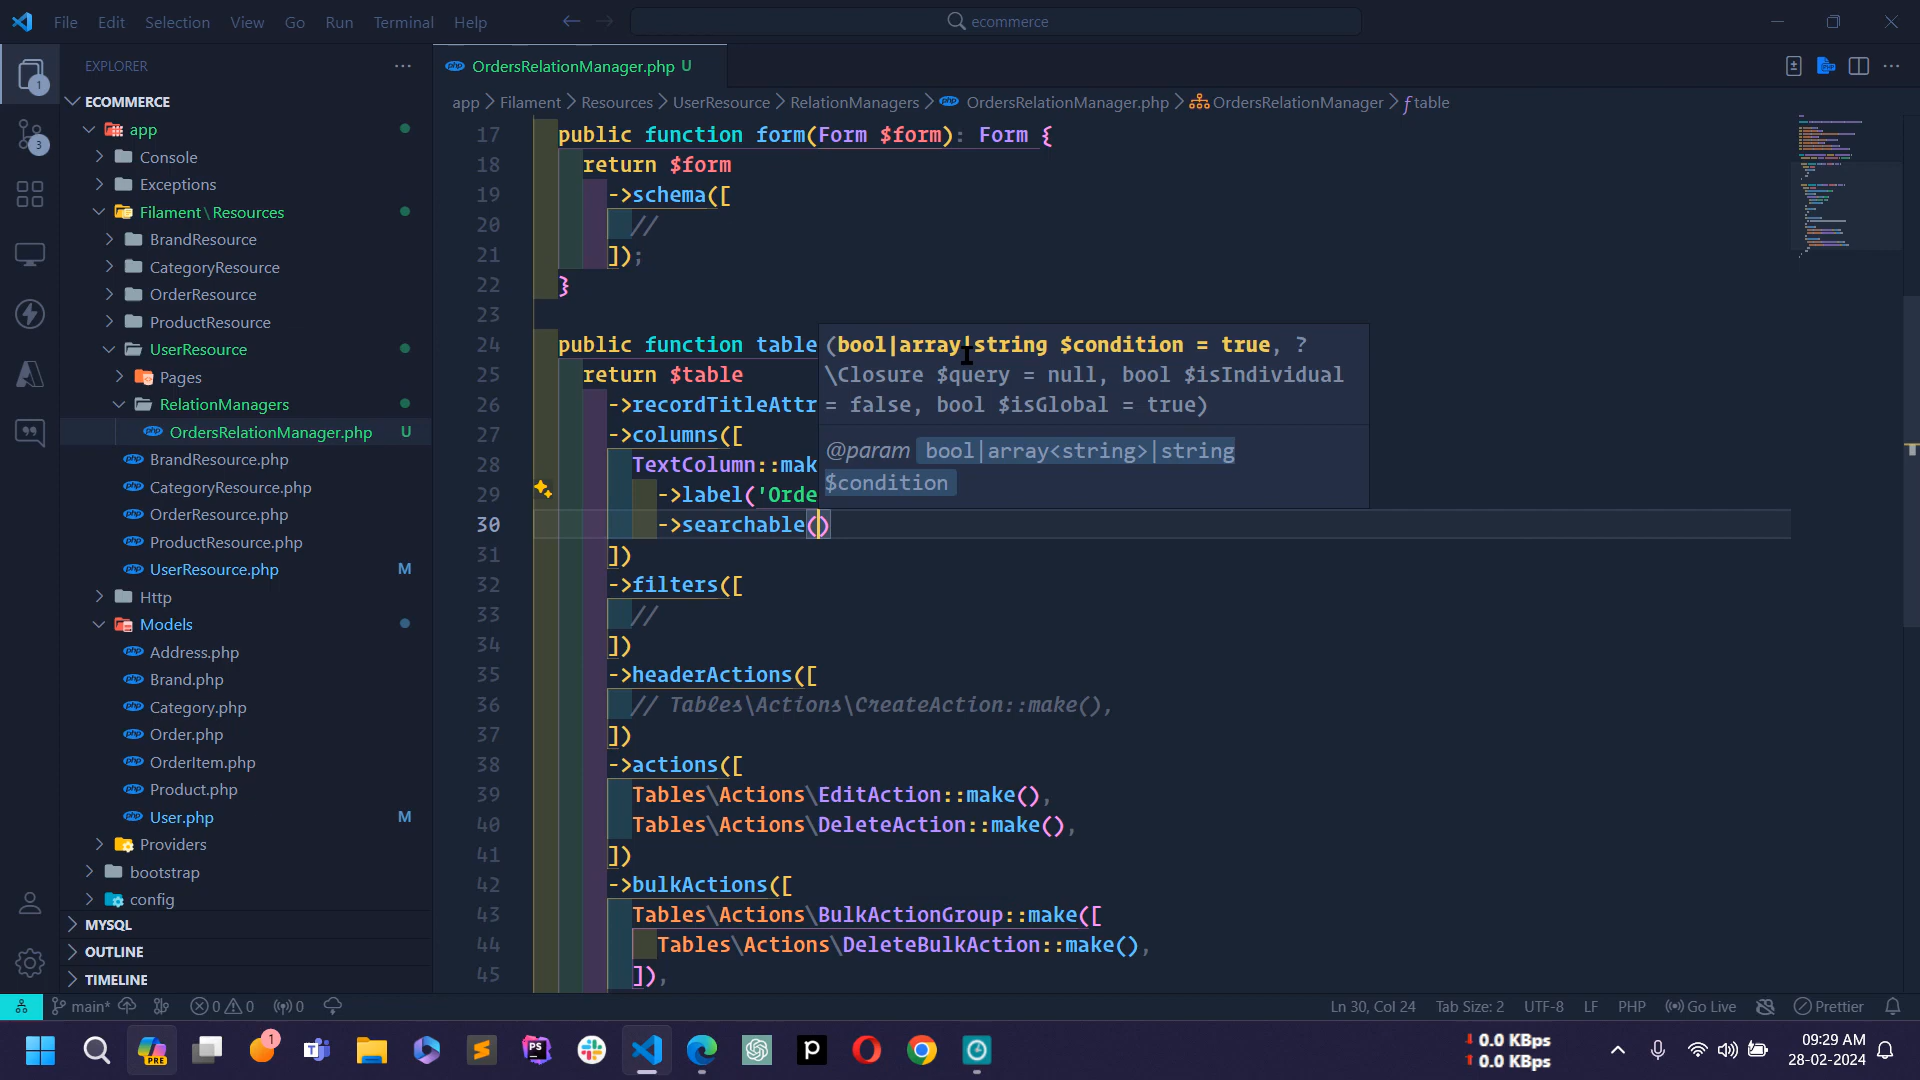 File Edit Selection View Go Run Terminal Help
ecommerce
EXPLORER
OrdersRelationManager.php U
app > Filament > Resources > UserResource > RelationManagers > OrdersRelationManager.php > OrdersRelationManager > table
ECOMMERCE
app
Console
Exceptions
Filament\Resources
BrandResource
CategoryResource
OrderResource
ProductResource
UserResource
Pages
RelationManagers
OrdersRelationManager.php U
BrandResource.php
CategoryResource.php
OrderResource.php
ProductResource.php
UserResource.php M
Http
Models
Address.php
Brand.php
Category.php
Order.php
OrderItem.php
Product.php
User.php M
Providers
bootstrap
config
MYSQL
OUTLINE
TIMELINE
1
3
17 public function form(Form $form): Form {
18 return $form
19 ->schema([
20 //
21 ]);
22 }
23
24 public function table
25 return $table
26 ->recordTitleAttr
27 ->columns([
28 TextColumn::mak
29 ->label('Orde
30 ->searchable()
31 ])
32 ->filters([
33 //
34 ])
35 ->headerActions([
36 // Tables\Actions\CreateAction::make(),
37 ])
38 ->actions([
39 Tables\Actions\EditAction::make(),
40 Tables\Actions\DeleteAction::make(),
41 ])
42 ->bulkActions([
43 Tables\Actions\BulkActionGroup::make([
44 Tables\Actions\DeleteBulkAction::make(),
45 ]),
(bool|array|string $condition = true, ?
\Closure $query = null, bool $isIndividual
= false, bool $isGlobal = true)
@param bool|array<string>|string
$condition
main* 0 0 0
Ln 30, Col 24 Tab Size: 2 UTF-8 LF PHP Go Live Prettier
PRE
1
PS
P
0.0 KBps
0.0 KBps
09:29 AM
28-02-2024